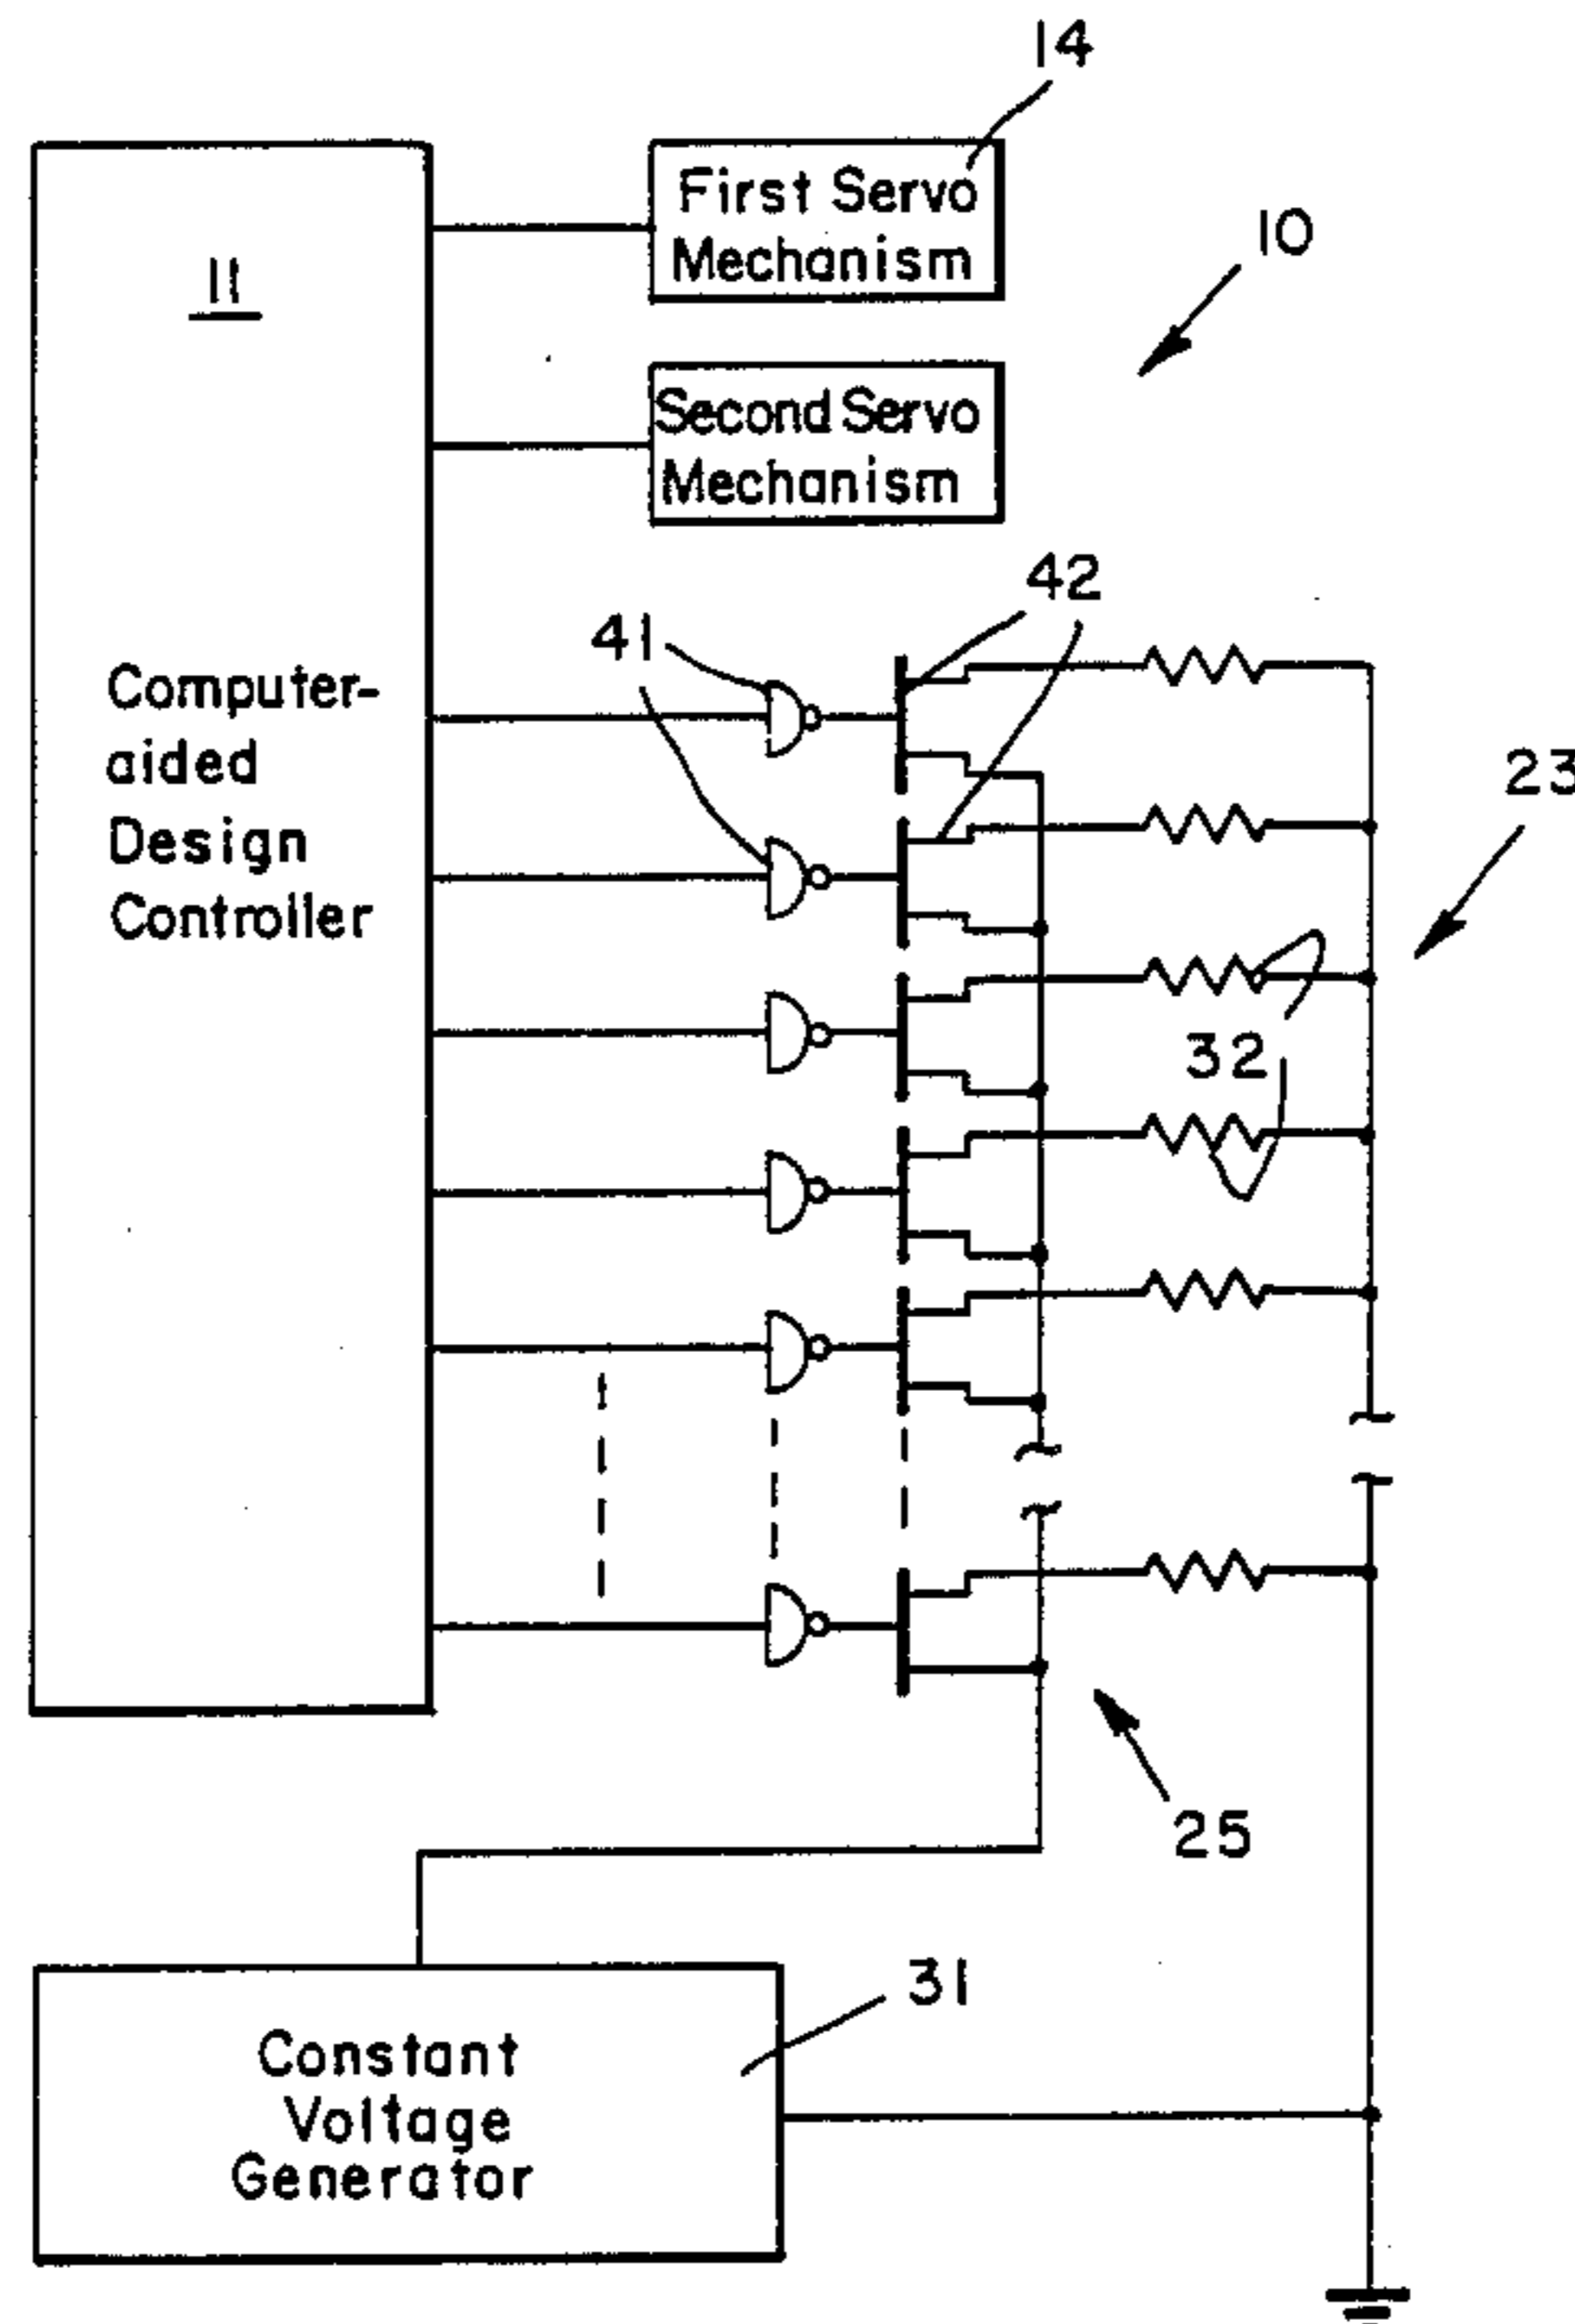 14
First Servo
Mechanism
10
11
Second Servo
Mechanism
42
41
Computer-
aided
Design
Controller
23
32
25
31
Constant
Voltage
Generator